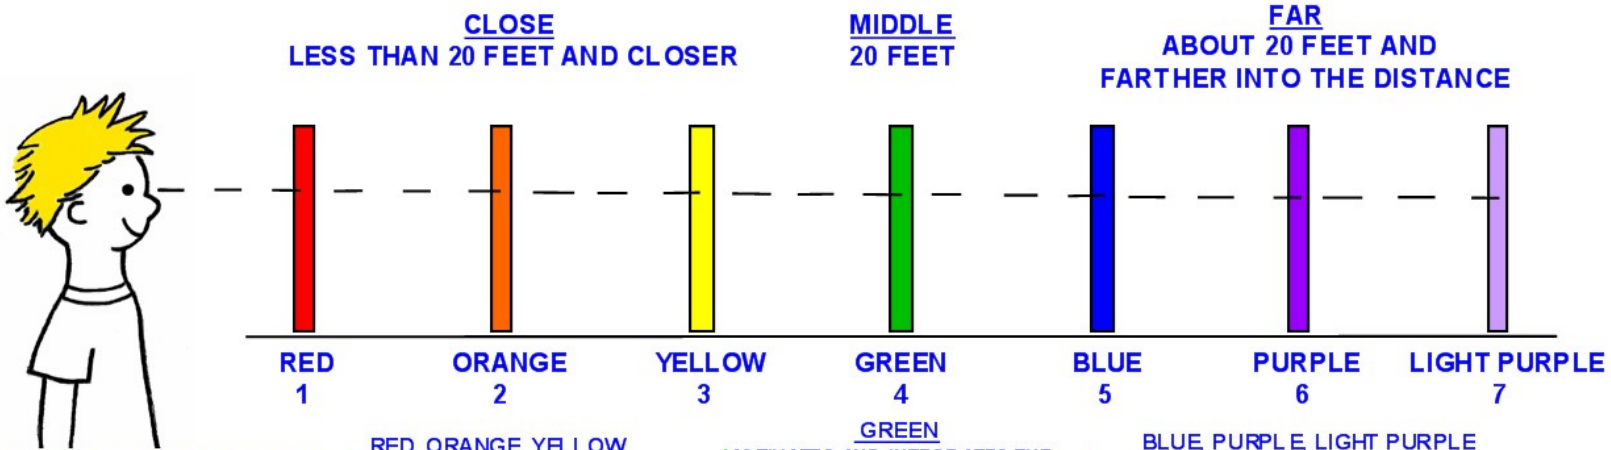 CLOSE
LESS THAN 20 FEET AND CLOSER
MIDDLE
20 FEET
FAR
ABOUT 20 FEET AND
FARTHER INTO THE DISTANCE
RED
1
ORANGE
2
YELLOW
3
GREEN
4
BLUE
5
PURPLE
6
LIGHT PURPLE
7
RED ORANGE YELLOW
GREEN
BLUE PURPLE LIGHT PURPLE